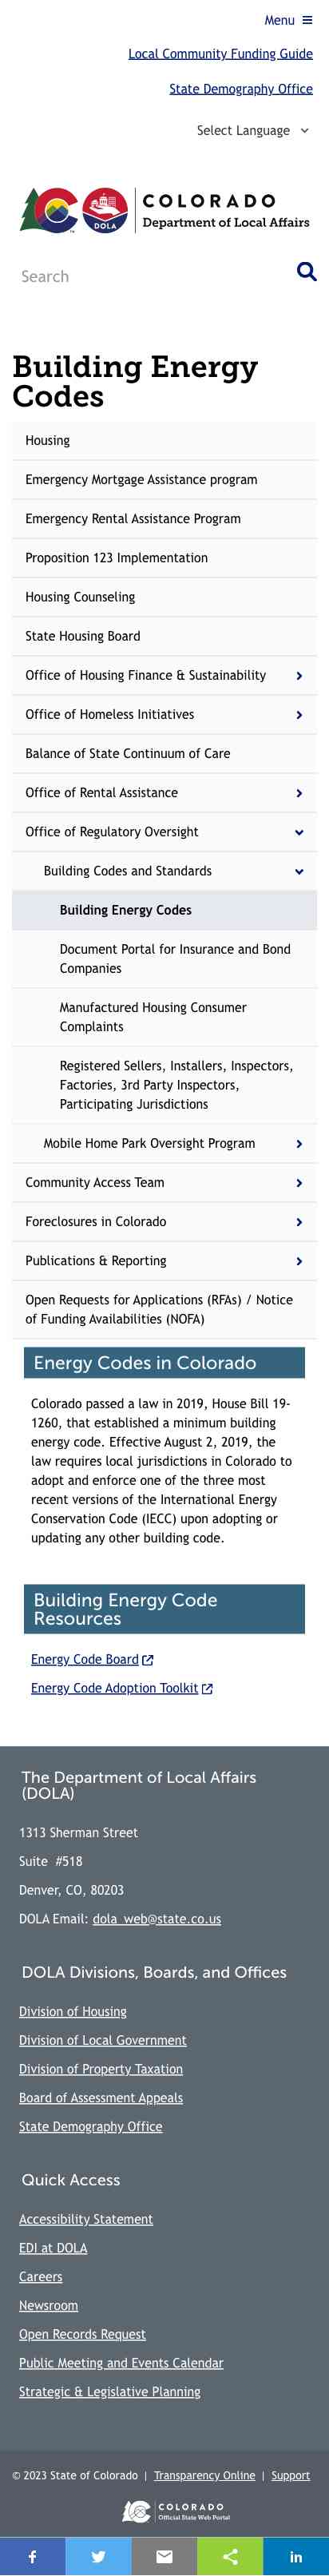 Menu
Local Community Funding Guide
State Demography Office
Select Language
COLORADO
Department of Local Affairs
DOLA
Search
Building Energy
Codes
Housing
Emergency Mortgage Assistance program
Emergency Rental Assistance Program
Proposition 123 Implementation
Housing Counseling
State Housing Board
Office of Housing Finance & Sustainability
Office of Homeless Initiatives
Balance of State Continuum of Care
Office of Rental Assistance
Office of Regulatory Oversight
Building Codes and Standards
Building Energy Codes
Document Portal for Insurance and Bond
Companies
Manufactured Housing Consumer
Complaints
Registered Sellers, Installers, Inspectors,
Factories, 3rd Party Inspectors,
Participating Jurisdictions
Mobile Home Park Oversight Program
Community Access Team
Foreclosures in Colorado
Publications & Reporting
Open Requests for Applications (RFAs) / Notice
of Funding Availabilities (NOFA)
Energy Codes in Colorado
Colorado passed a law in 2019, House Bill 19-
1260, that established a minimum building
energy code. Effective August 2, 2019, the
law requires local jurisdictions in Colorado to
adopt and enforce one of the three most
recent versions of the International Energy
Conservation Code (IECC) upon adopting or
updating any other building code.
Building Energy Code
Resources
Energy Code Board
Energy Code Adoption Toolkit
The Department of Local Affairs
(DOLA)
1313 Sherman Street
Suite #518
Denver, CO, 80203
DOLA Email: dola_web@state.co.us
DOLA Divisions, Boards, and Offices
Division of Housing
Division of Local Government
Division of Property Taxation
Board of Assessment Appeals
State Demography Office
Quick Access
Accessibility Statement
EDI at DOLA
Careers
Newsroom
Open Records Request
Public Meeting and Events Calendar
Strategic & Legislative Planning
© 2023 State of Colorado | Transparency Online | Support
COLORADO
Official State Web Portal